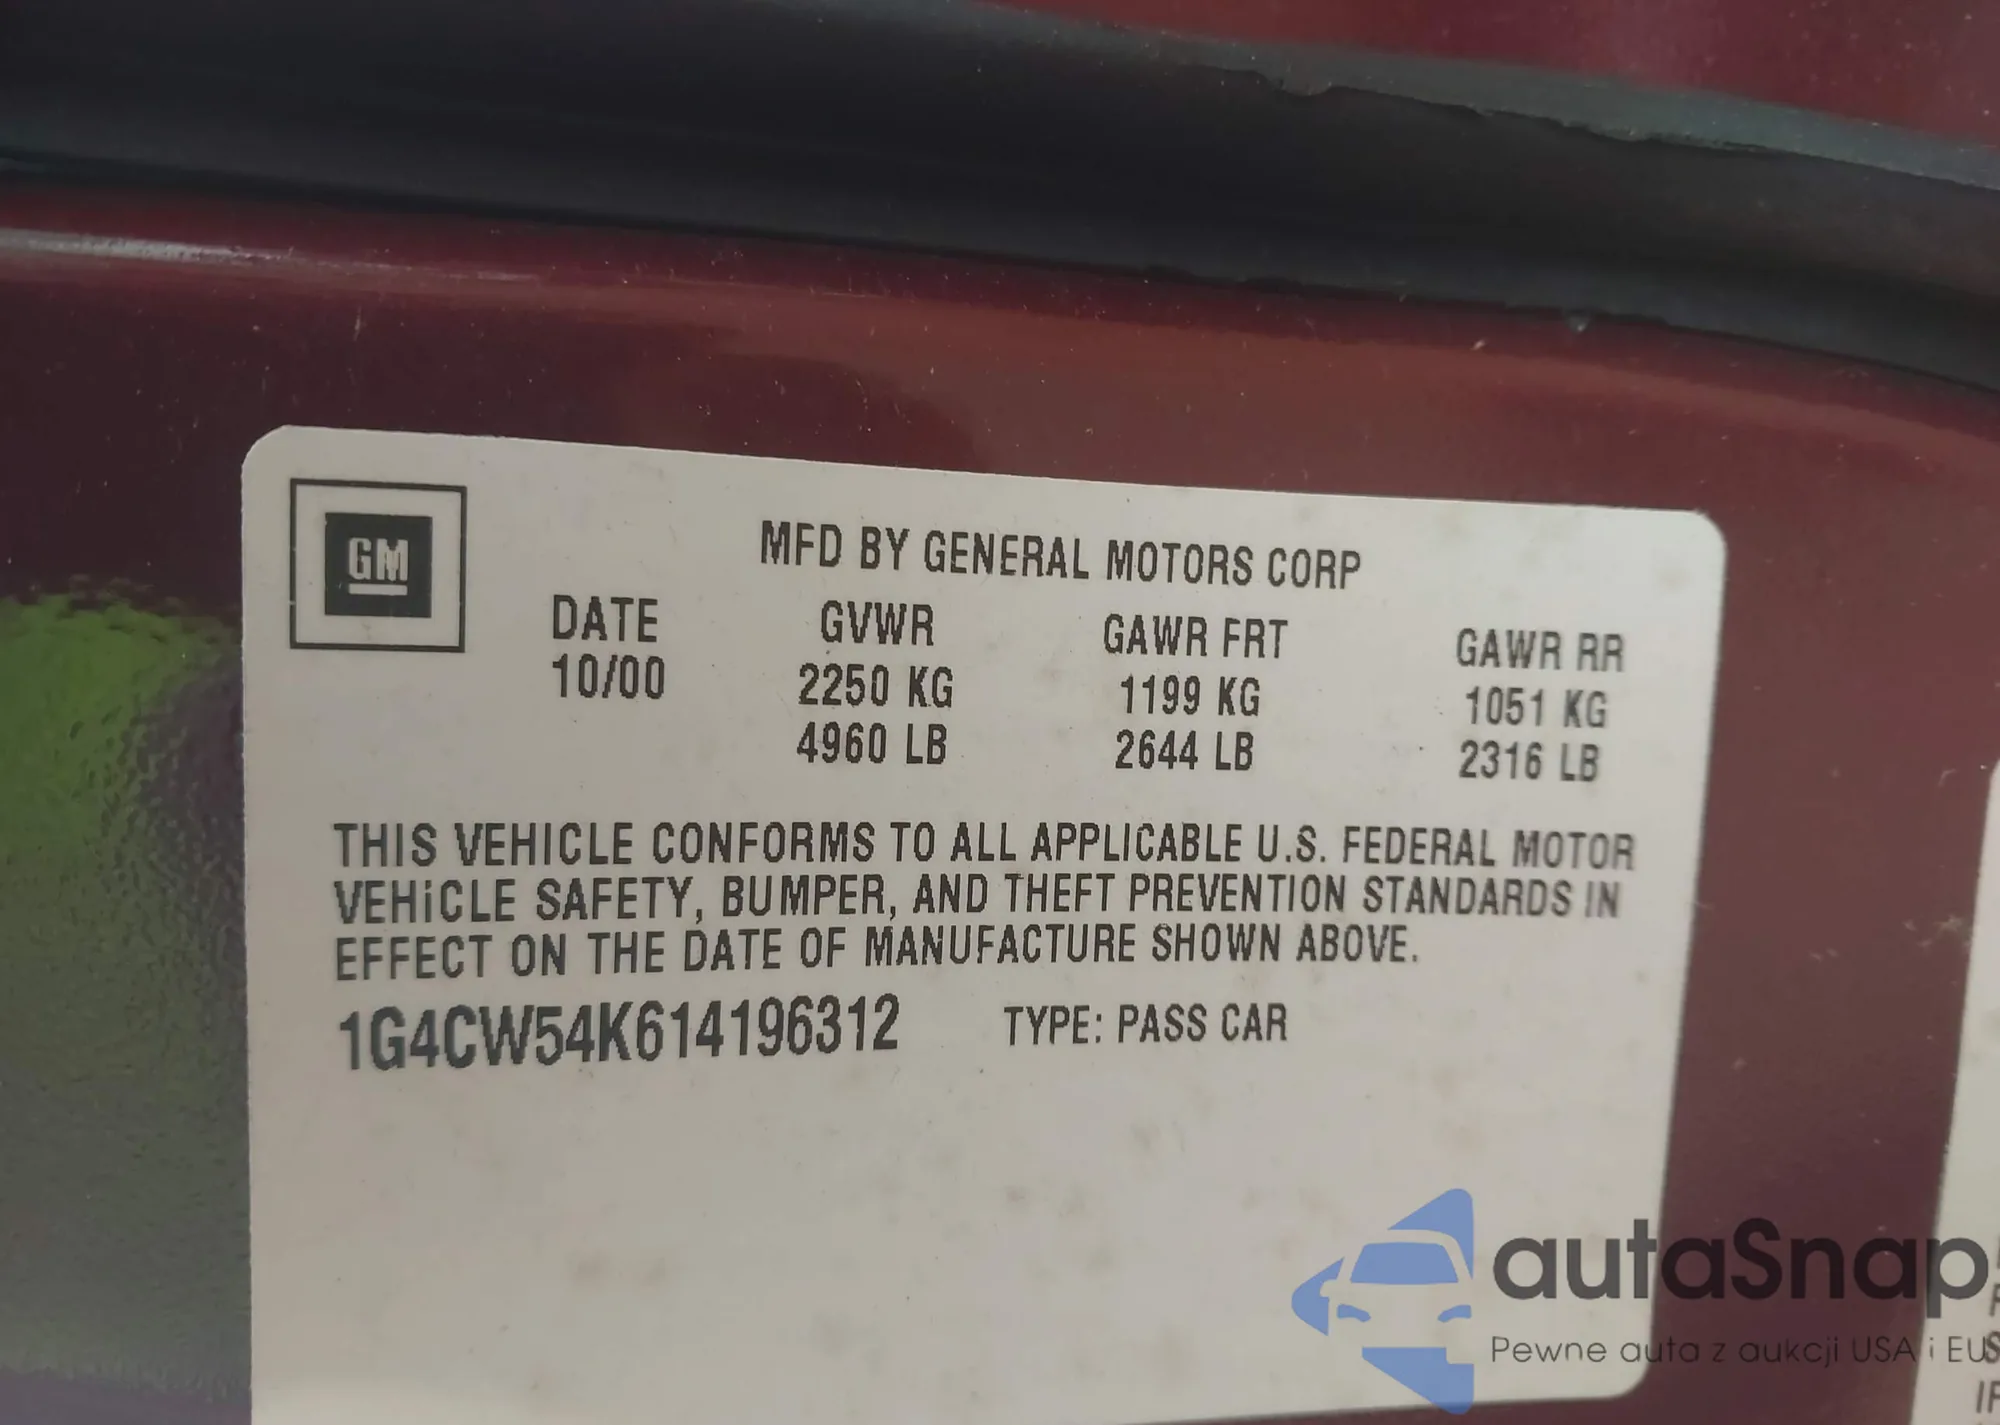 GM
MFD BY GENERAL MOTORS CORP
DATE GVWR GAWR FRT GAWR RR
10/00 2250 KG 1199 KG 1051 KG
4960 LB 2644 LB 2316 LB
THIS VEHICLE CONFORMS TO ALL APPLICABLE U.S. FEDERAL MOTOR
VEHiCLE SAFETY, BUMPER, AND THEFT PREVENTION STANDARDS IN
EFFECT ON THE DATE OF MANUFACTURE SHOWN ABOVE.
1G4CW54K614196312 TYPE: PASS CAR
autaSnap
Pewne auta z aukcji USA i EU